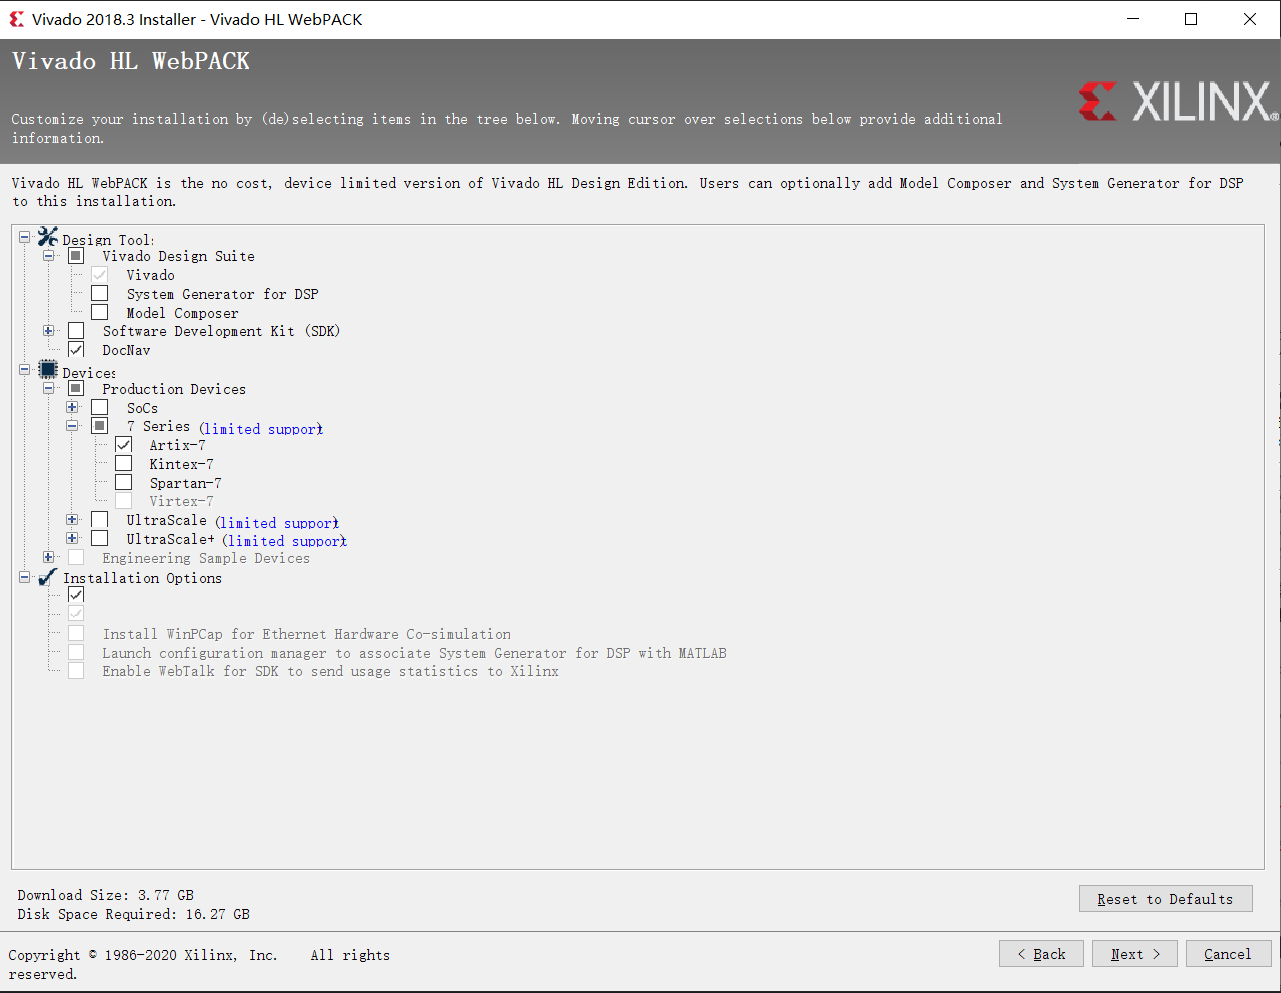 Vivado 2018.3 Installer - Vivado HL WebPACK
Vivado HL WebPACK
XILINX®
Customize your installation by (de)selecting items in the tree below. Moving cursor over selections below provide additional
information.
Vivado HL WebPACK is the no cost, device limited version of Vivado HL Design Edition. Users can optionally add Model Composer and System Generator for DSP
to this installation.
Design Tool:
Vivado Design Suite
Vivado
System Generator for DSP
Model Composer
Software Development Kit (SDK)
DocNav
Devices
Production Devices
SoCs
7 Series (limited support)
Artix-7
Kintex-7
Spartan-7
Virtex-7
UltraScale (limited support)
UltraScale+ (limited support)
Engineering Sample Devices
Installation Options
Install WinPCap for Ethernet Hardware Co-simulation
Launch configuration manager to associate System Generator for DSP with MATLAB
Enable WebTalk for SDK to send usage statistics to Xilinx
Download Size: 3.77 GB
Disk Space Required: 16.27 GB
Reset to Defaults
Copyright © 1986-2020 Xilinx, Inc. All rights
reserved.
< Back
Next >
Cancel